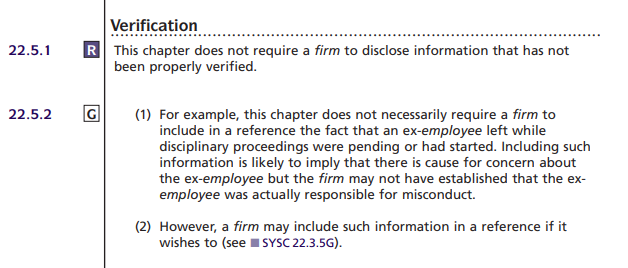 Verification
22.5.1 R This chapter does not require a firm to disclose information that has not
been properly verified.
22.5.2 G (1) For example, this chapter does not necessarily require a firm to
include in a reference the fact that an ex-employee left while
disciplinary proceedings were pending or had started. Including such
information is likely to imply that there is cause for concern about
the ex-employee but the firm may not have established that the ex-
employee was actually responsible for misconduct.
(2) However, a firm may include such information in a reference if it
wishes to (see ■ SYSC 22.3.5G).